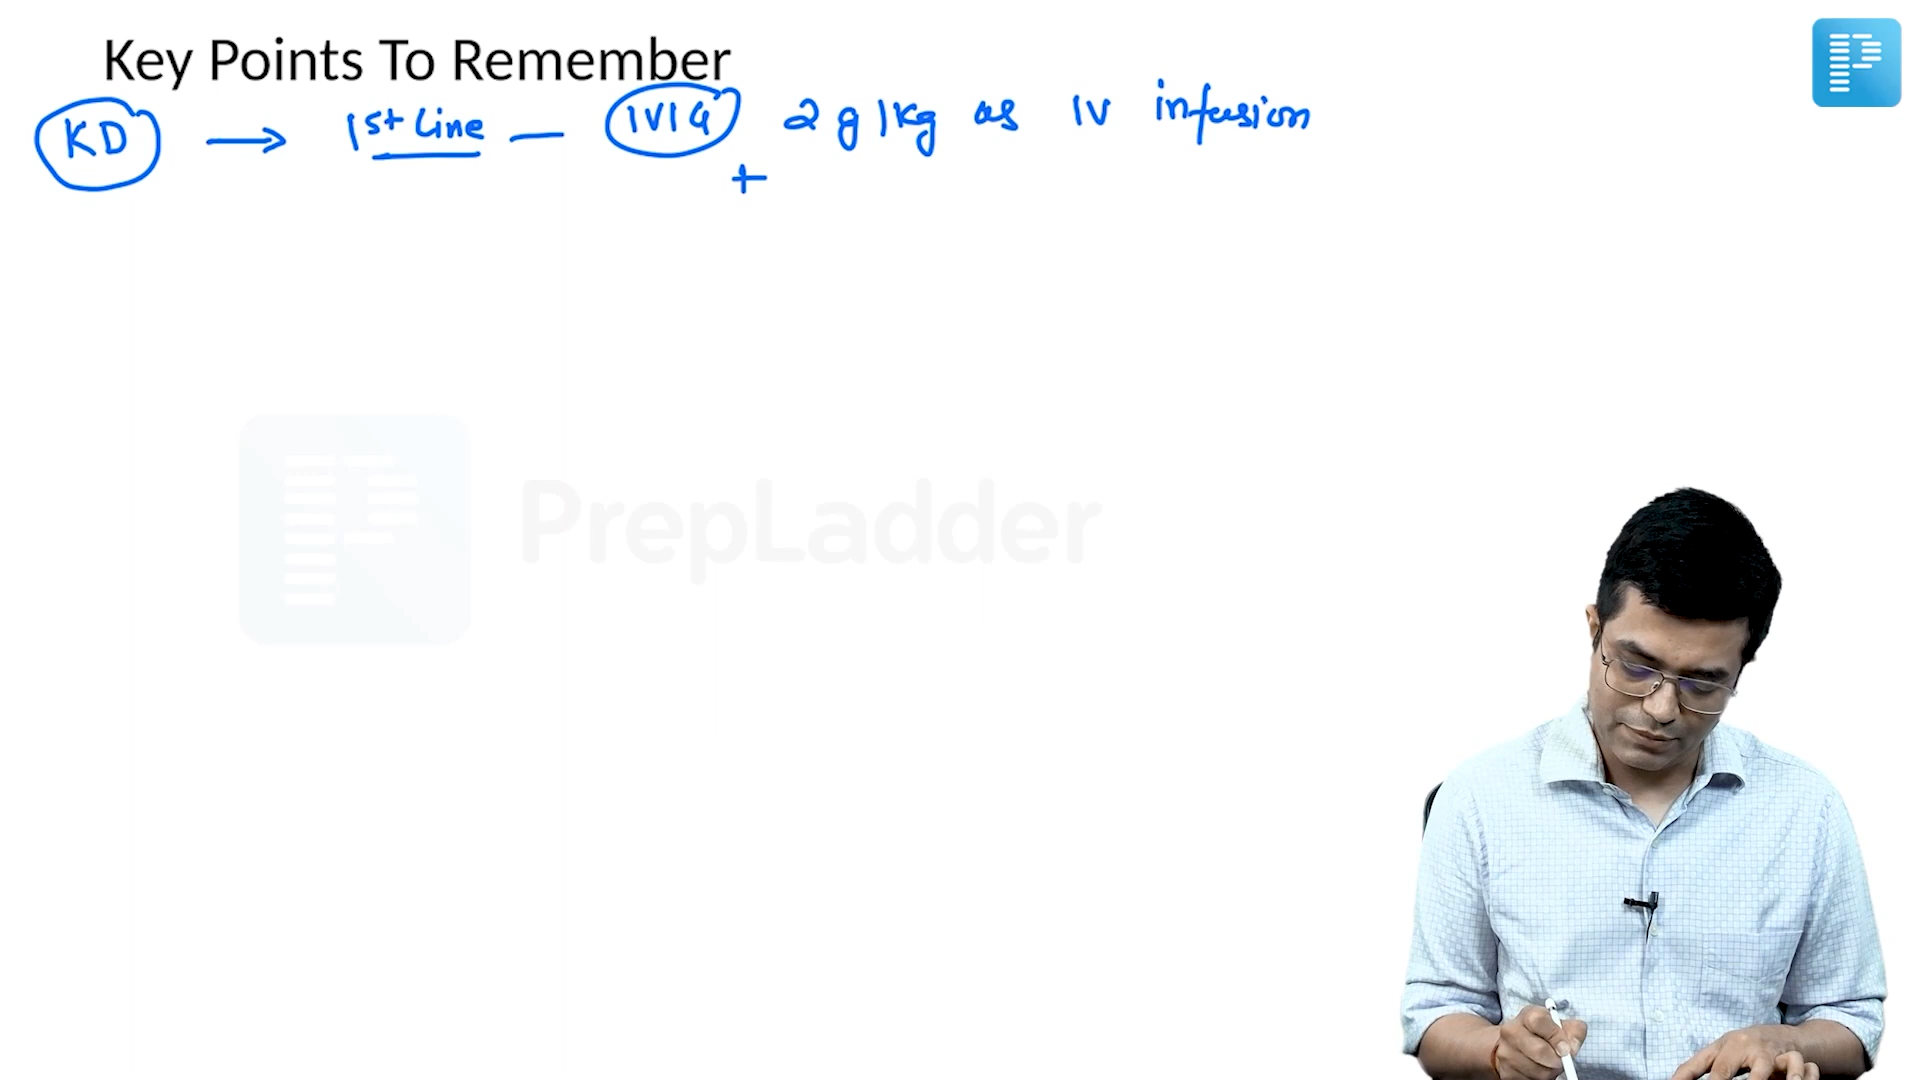 Key Points To Remember
KD → 1st Line — IVIG 2 g/kg as IV infusion
+
PrepLadder